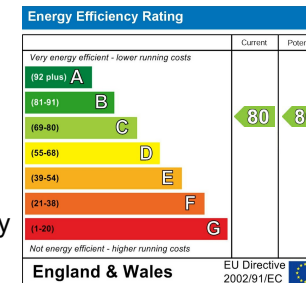 Energy Efficiency Rating
Current
Very energy efficient - lower running costs
(92 plus) A
(81-91) B
(69-80) C
80
(55-68) D
(39-54) E
(21-38) F
(1-20) G
Not energy efficient - higher running costs
England & Wales
EU Directive
2002/91/EC